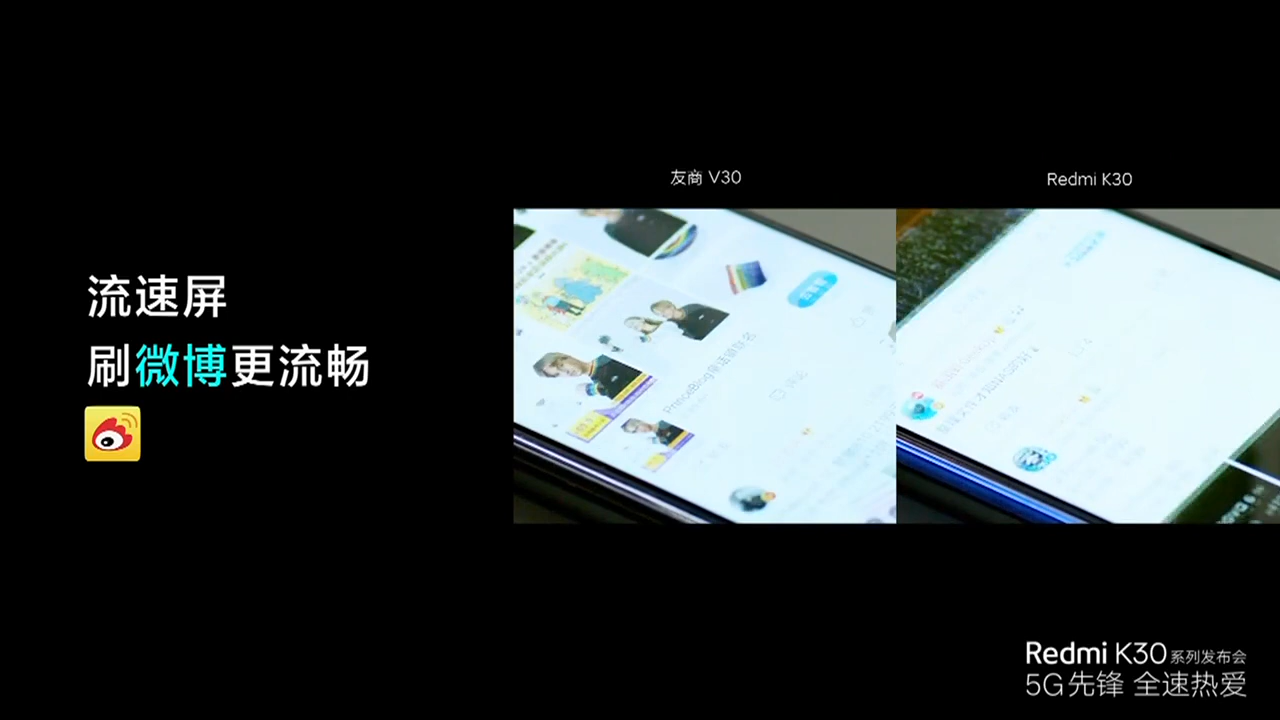 友商 V30
Redmi K30
流速屏
刷微博更流畅
Redmi K30系列发布会
5G先锋 全速热爱